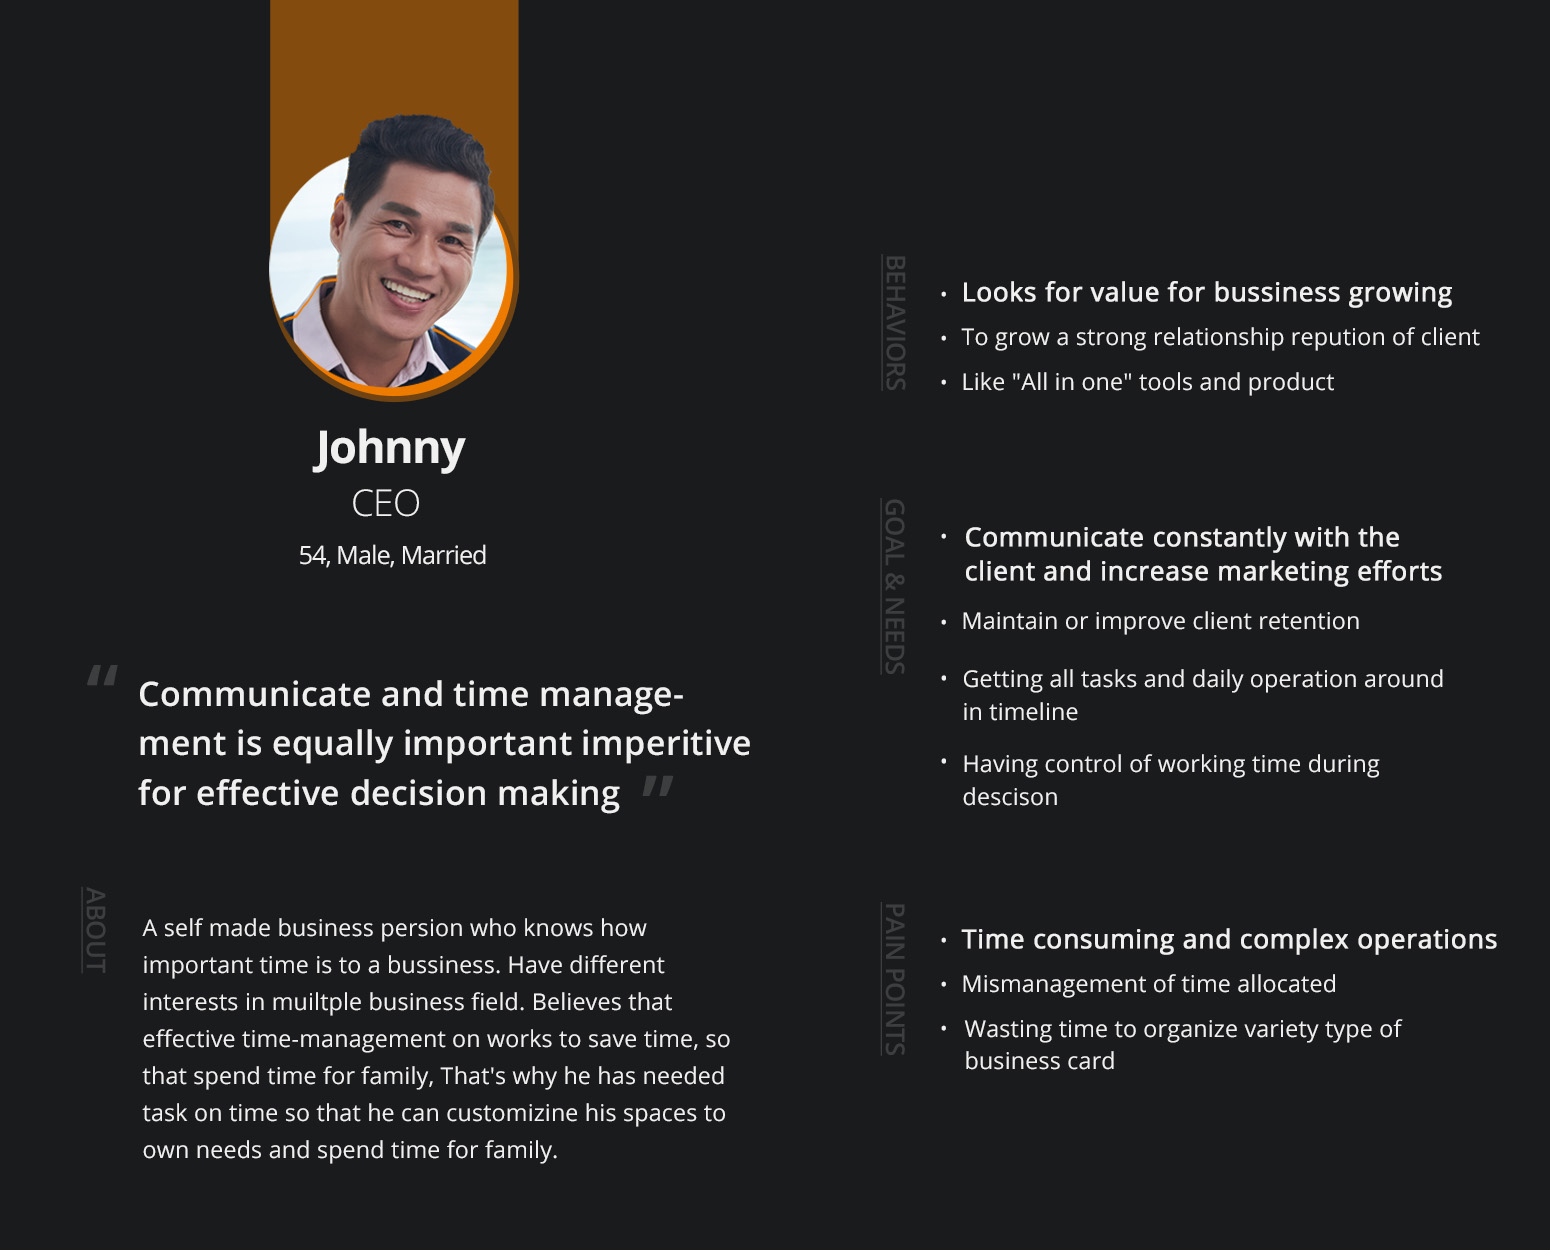 Johnny
CEO
54, Male, Married
“ Communicate and time manage-
ment is equally important imperitive
for effective decision making ”
ABOUT
A self made business persion who knows how
important time is to a bussiness. Have different
interests in muiltple business field. Believes that
effective time-management on works to save time, so
that spend time for family, That's why he has needed
task on time so that he can customizine his spaces to
own needs and spend time for family.
BEHAVIORS
• Looks for value for bussiness growing
• To grow a strong relationship repution of client
• Like "All in one" tools and product
GOAL & NEEDS
• Communicate constantly with the
client and increase marketing efforts
• Maintain or improve client retention
• Getting all tasks and daily operation around
in timeline
• Having control of working time during
descison
PAIN POINTS
• Time consuming and complex operations
• Mismanagement of time allocated
• Wasting time to organize variety type of
business card